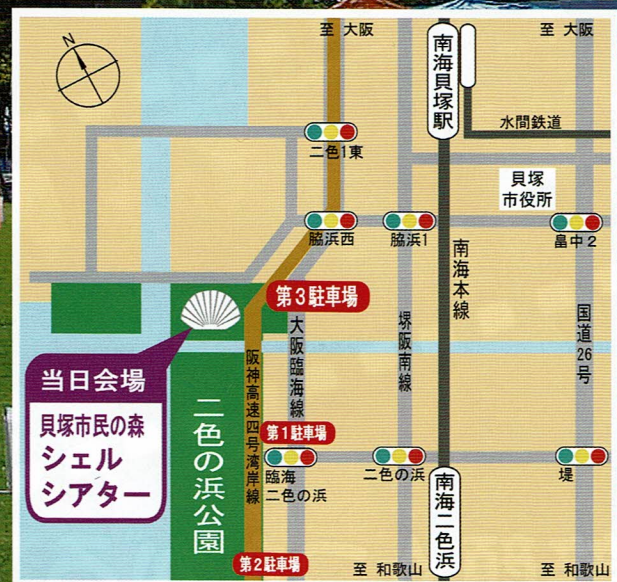 N
至 大阪
至 大阪
南海貝塚駅
水間鉄道
二色1東
貝塚
市役所
脇浜西
脇浜1
畠中2
南海本線
第3駐車場
大阪臨海線
堺阪南線
国道26号
当日会場
貝塚市民の森
シェル
シアター
阪神高速四号湾岸線
二色の浜公園
第1駐車場
臨海
二色の浜
二色の浜
堤
南海二色浜
第2駐車場
至 和歌山
至 和歌山